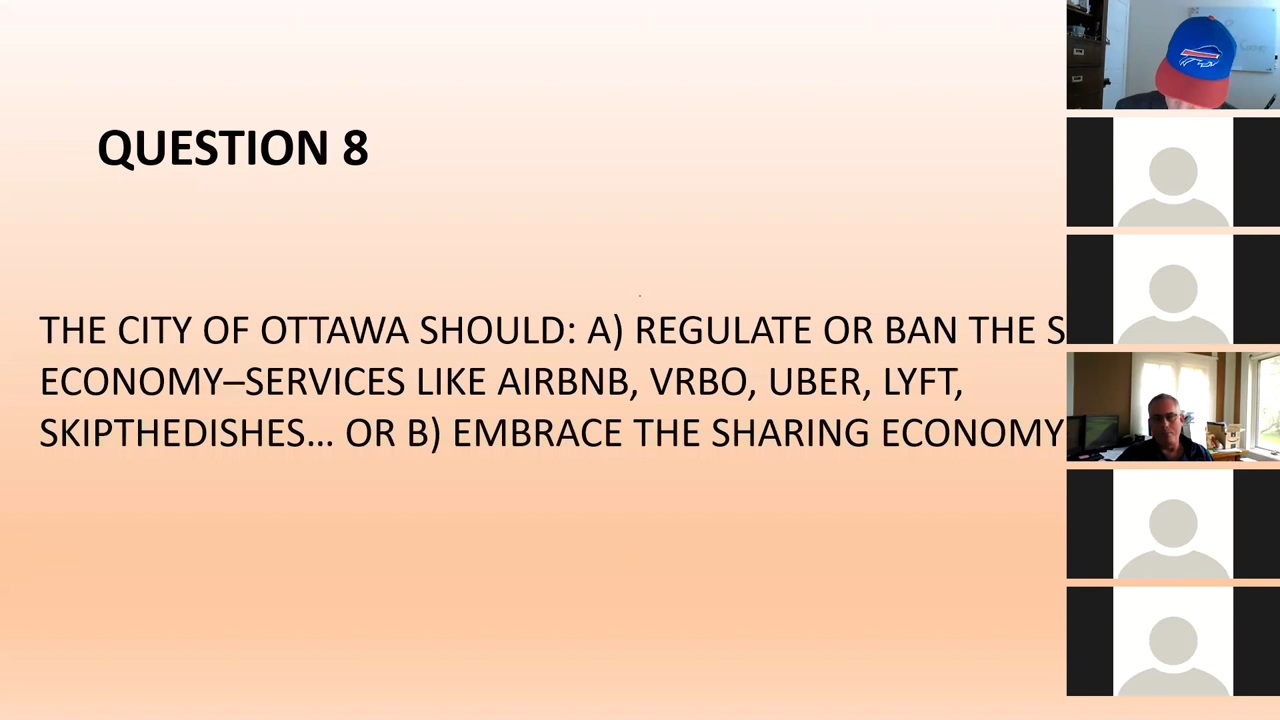 QUESTION 8
THE CITY OF OTTAWA SHOULD: A) REGULATE OR BAN THE S
ECONOMY–SERVICES LIKE AIRBNB, VRBO, UBER, LYFT,
SKIPTHEDISHES... OR B) EMBRACE THE SHARING ECONOMY